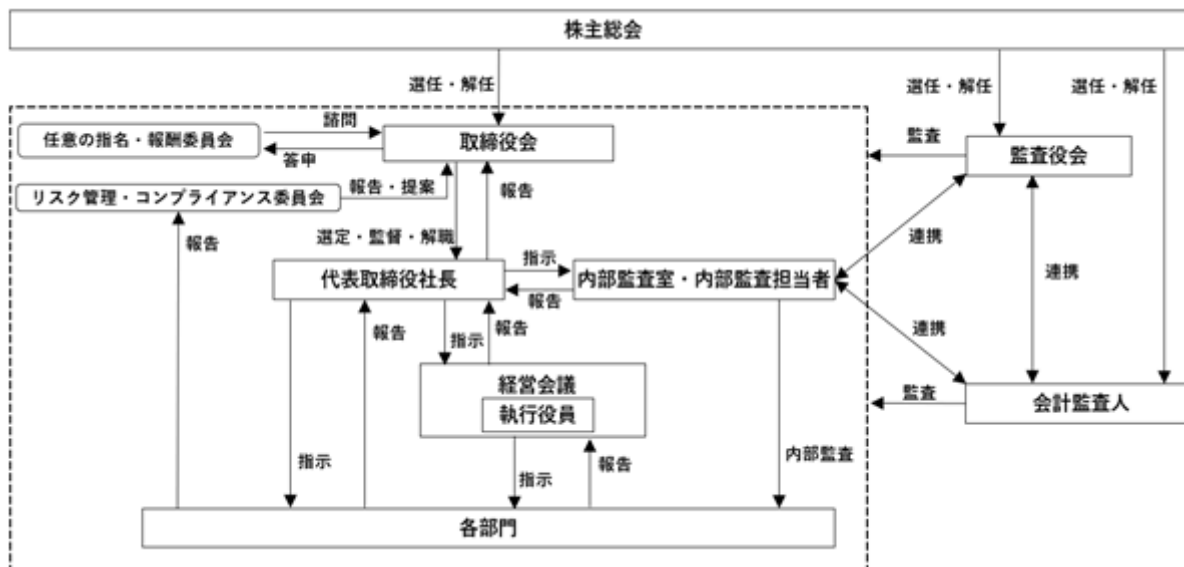 株主総会
選任・解任
選任・解任
選任・解任
任意の指名・報酬委員会
諮問
答申
取締役会
監査
監査役会
リスク管理・コンプライアンス委員会
報告・提案
報告
報告
選定・監督・解職
連携
連携
代表取締役社長
指示
報告
内部監査室・内部監査担当者
報告
指示
報告
連携
経営会議
執行役員
監査
会計監査人
指示
指示
報告
内部監査
各部門